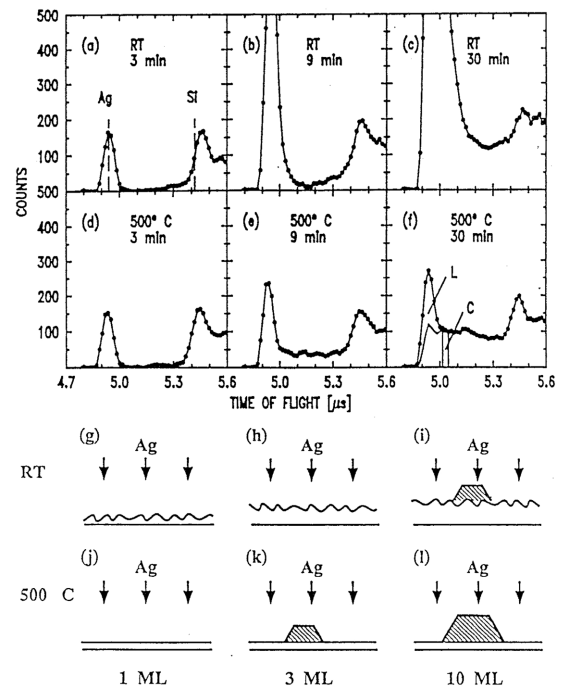 500
400
300
200
100
500
400
300
200
100
COUNTS
(a) RT
3 min
Ag
Si
(b) RT
9 min
(c) RT
30 min
(d) 500° C
3 min
(e) 500° C
9 min
(f) 500° C
30 min
L
C
4.7 5.0 5.3 5.6 5.0 5.3 5.6 5.0 5.3 5.6
TIME OF FLIGHT [μs]
RT
(g) Ag
(h) Ag
(i) Ag
500 C
(j) Ag
(k) Ag
(l) Ag
1 ML 3 ML 10 ML